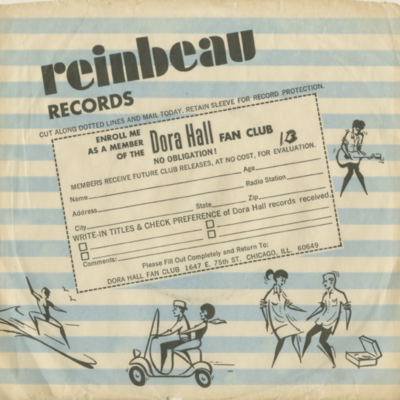 reinbeau
RECORDS
CUT ALONG DOTTED LINES AND MAIL TODAY, RETAIN SLEEVE FOR RECORD PROTECTION.
ENROLL ME
AS A MEMBER
OF THE
Dora Hall FAN CLUB 13
NO OBLIGATION!
MEMBERS RECEIVE FUTURE CLUB RELEASES, AT NO COST, FOR EVALUATION.
Name Age
Address Radio Station
City State Zip
WRITE-IN TITLES & CHECK PREFERENCE of Dora Hall records received.
Comments:
Please Fill Out Completely and Return To:
DORA HALL FAN CLUB 1647 E. 75th ST. CHICAGO, ILL. 60649